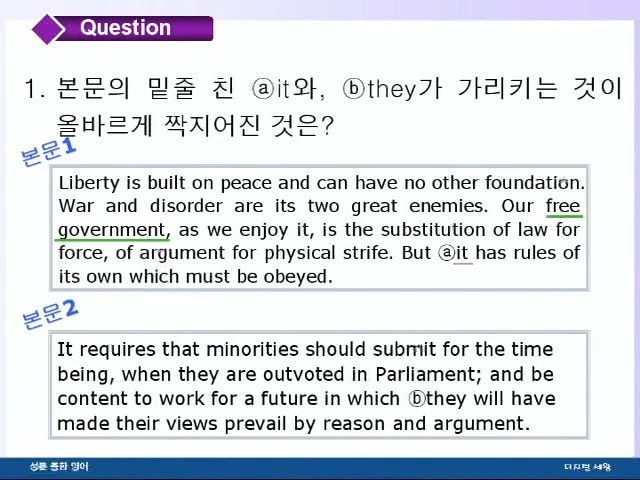 Question
1. 본문의 밑줄 친 ⓐit와, ⓑthey가 가리키는 것이
올바르게 짝지어진 것은?
본문1
Liberty is built on peace and can have no other foundation.
War and disorder are its two great enemies. Our free
government, as we enjoy it, is the substitution of law for
force, of argument for physical strife. But ⓐit has rules of
its own which must be obeyed.
본문2
It requires that minorities should submit for the time
being, when they are outvoted in Parliament; and be
content to work for a future in which ⓑthey will have
made their views prevail by reason and argument.
성륜 통합 영어
디지털 세왕